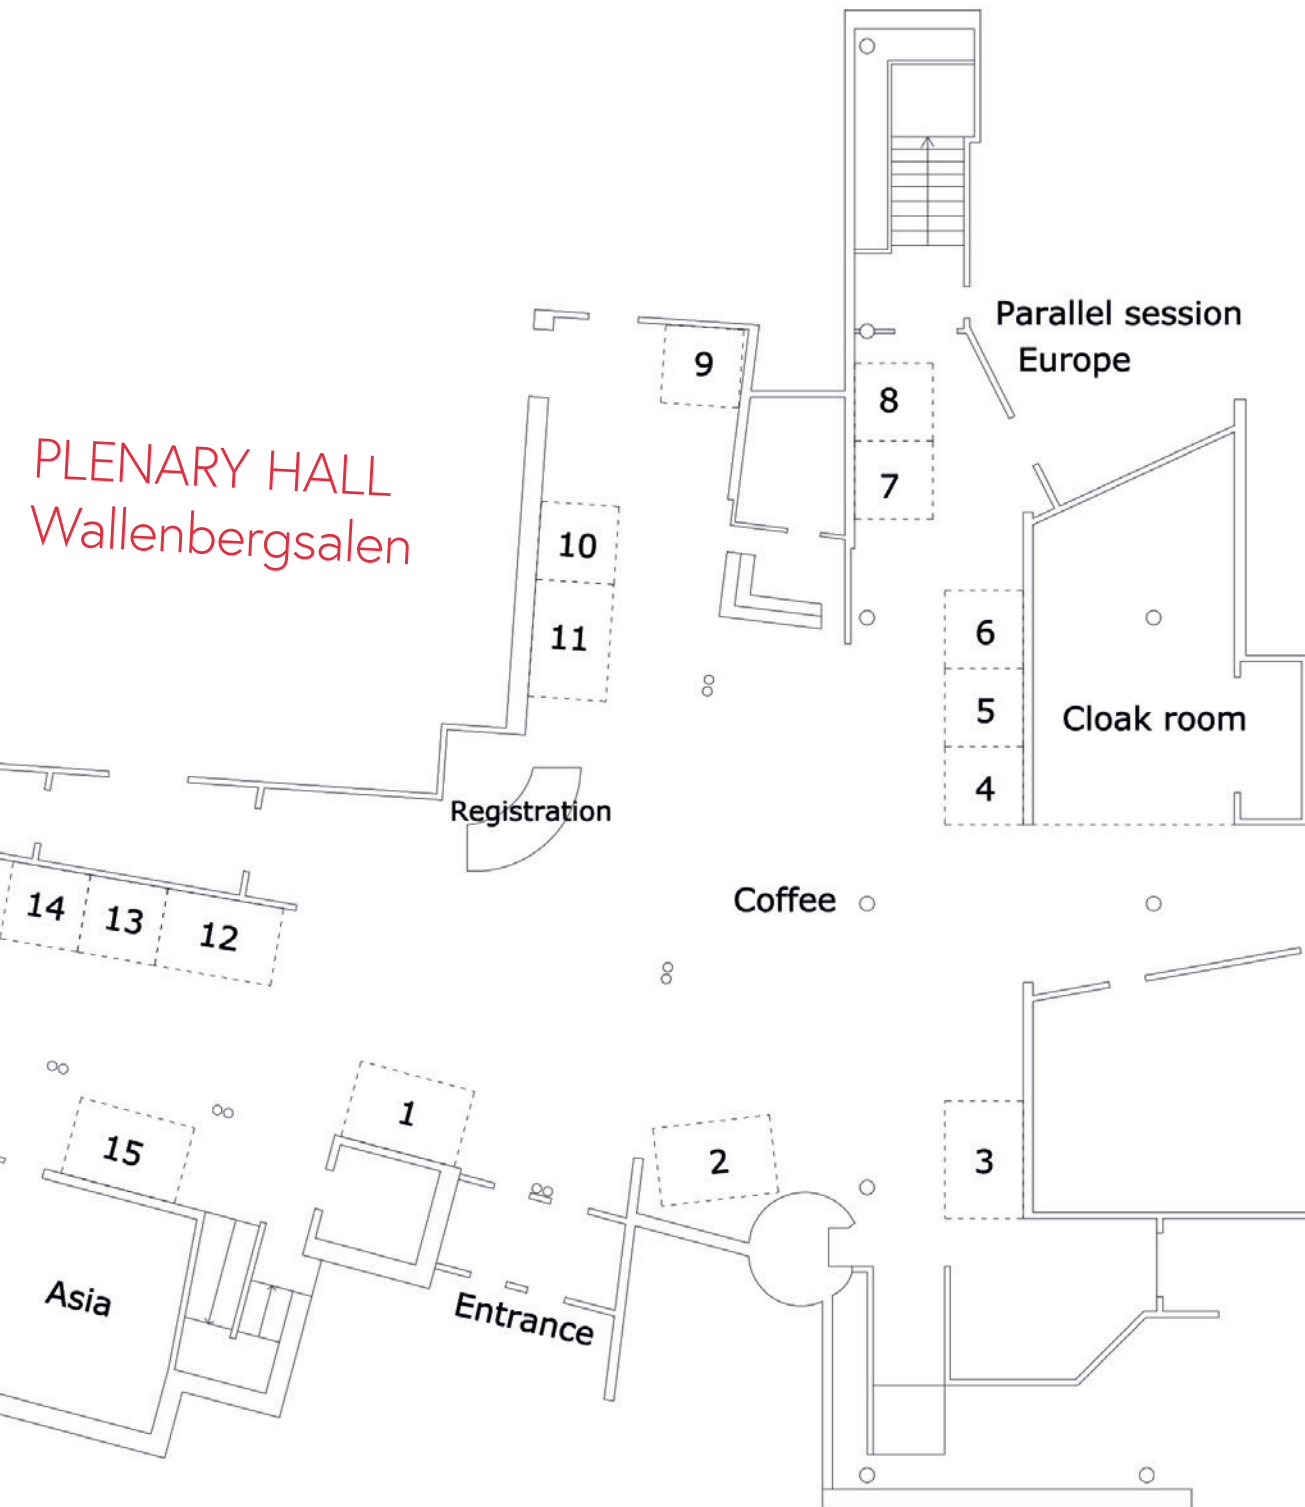 Parallel session
Europe
9
8
PLENARY HALL
Wallenbergsalen
7
10
11
6
5
Cloak room
4
Registration
Coffee
14
13
12
1
15
2
3
Asia
Entrance